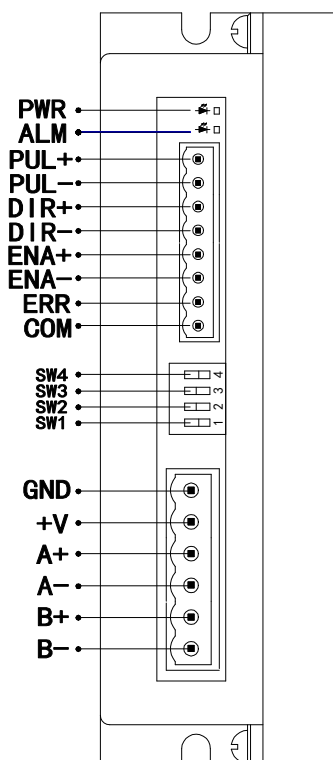 PWR
ALM
PUL+
PUL-
DIR+
DIR-
ENA+
ENA-
ERR
COM
SW4 4
SW3 3
SW2 2
SW1 1
GND
+V
A+
A-
B+
B-